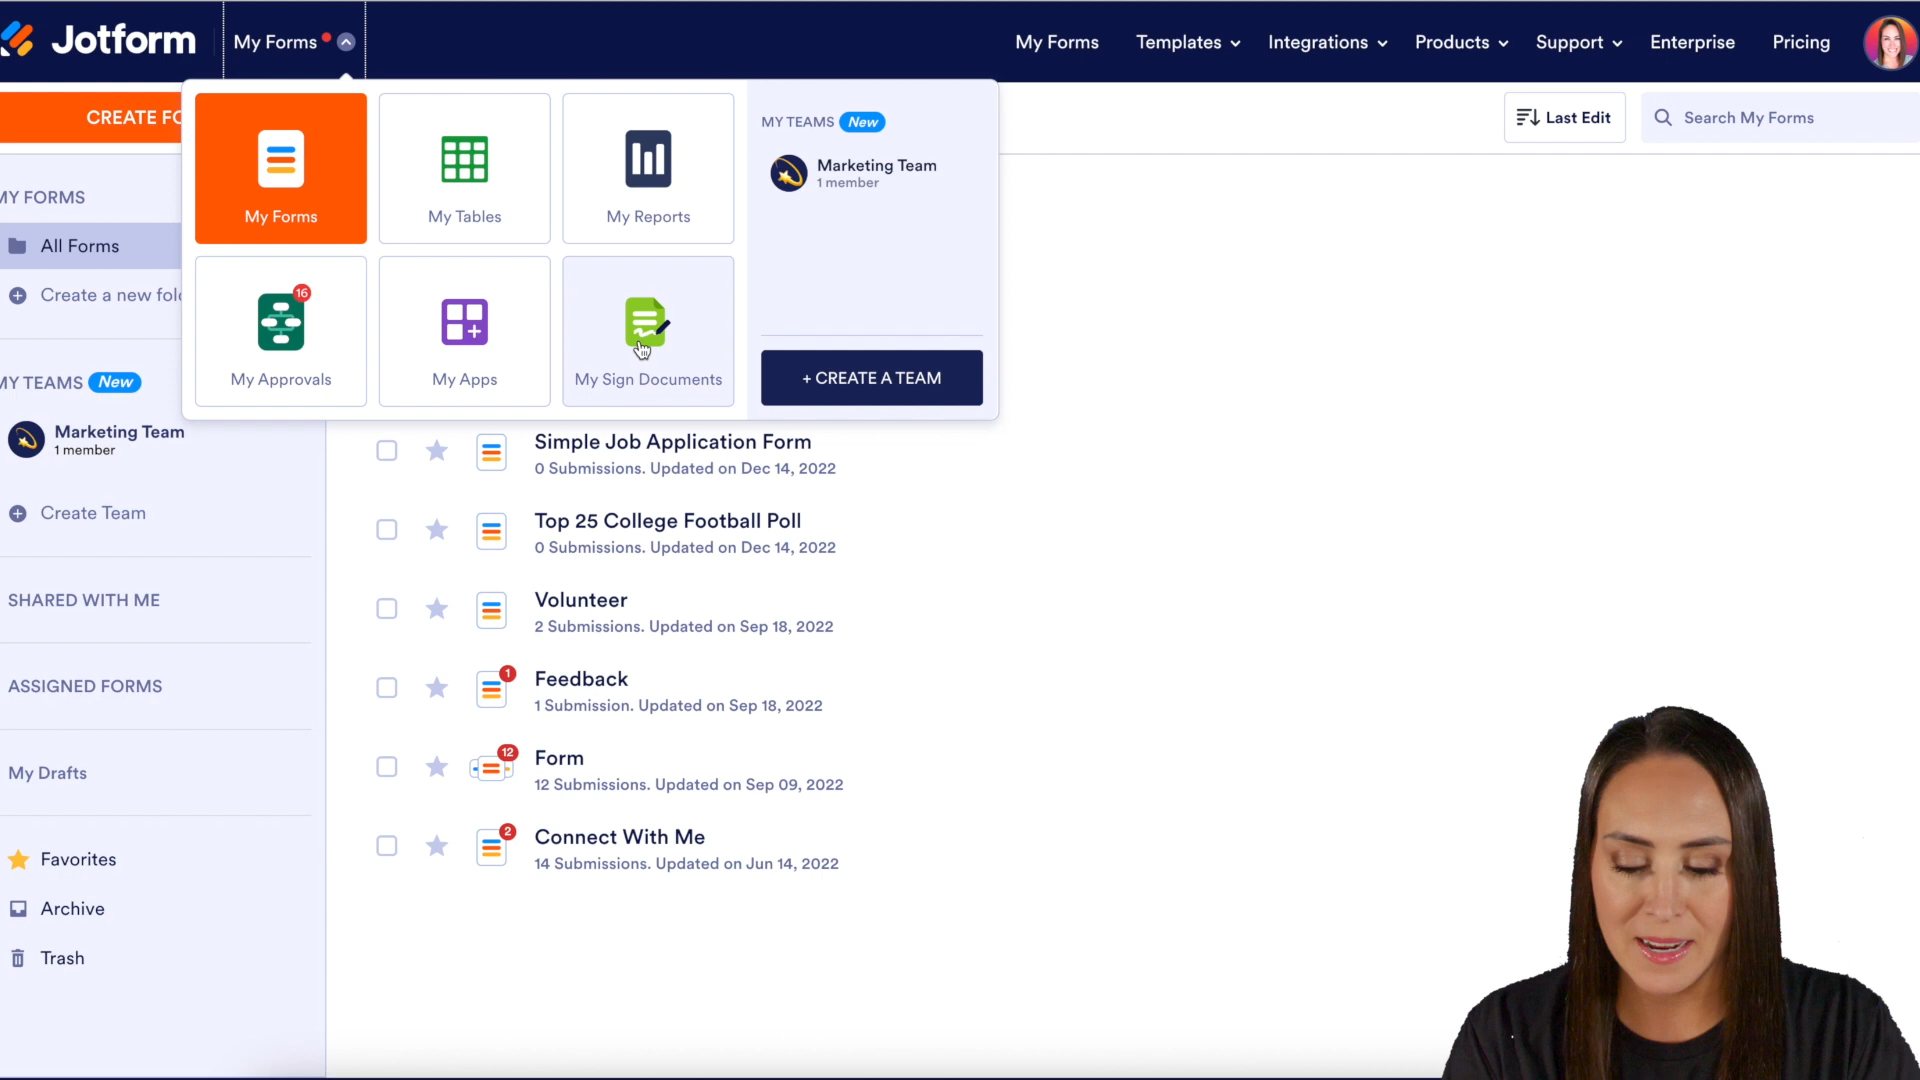 Jotform
My Forms
My Forms
Templates
Integrations
Products
Support
Enterprise
Pricing
CREATE FO
Last Edit
Search My Forms
My Forms
My Tables
My Reports
16
My Approvals
My Apps
My Sign Documents
MY TEAMS New
Marketing Team
1 member
+ CREATE A TEAM
MY FORMS
All Forms
Create a new fold
MY TEAMS New
Marketing Team
1 member
Create Team
SHARED WITH ME
ASSIGNED FORMS
My Drafts
Favorites
Archive
Trash
Simple Job Application Form
0 Submissions. Updated on Dec 14, 2022
Top 25 College Football Poll
0 Submissions. Updated on Dec 14, 2022
Volunteer
2 Submissions. Updated on Sep 18, 2022
1
Feedback
1 Submission. Updated on Sep 18, 2022
12
Form
12 Submissions. Updated on Sep 09, 2022
2
Connect With Me
14 Submissions. Updated on Jun 14, 2022